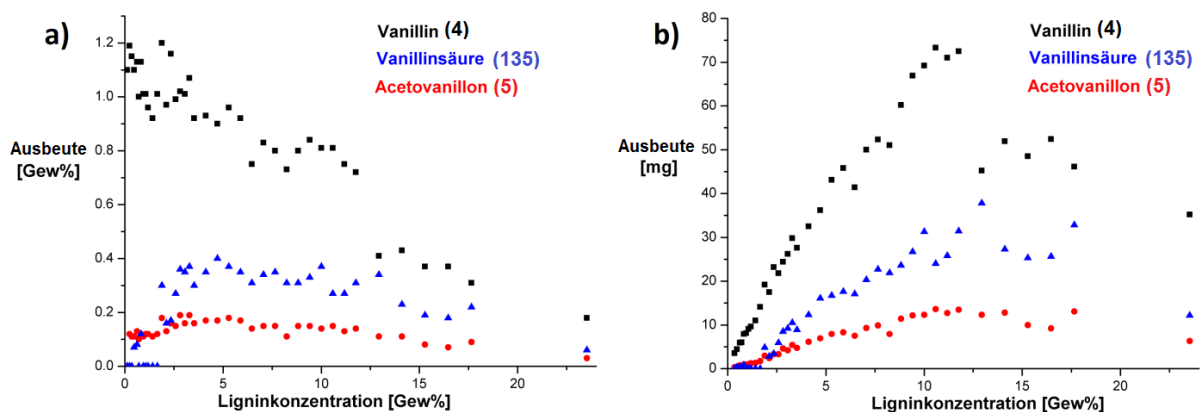 a)
Vanillin (4)
Vanillinsäure (135)
Acetovanillon (5)
Ausbeute
[Gew%]
1.2
1.0
0.8
0.6
0.4
0.2
0.0
0 5 10 15 20
Ligninkonzentration [Gew%]
b)
Vanillin (4)
Vanillinsäure (135)
Acetovanillon (5)
Ausbeute
[mg]
80
70
60
50
40
30
20
10
0
0 5 10 15 20
Ligninkonzentration [Gew%]